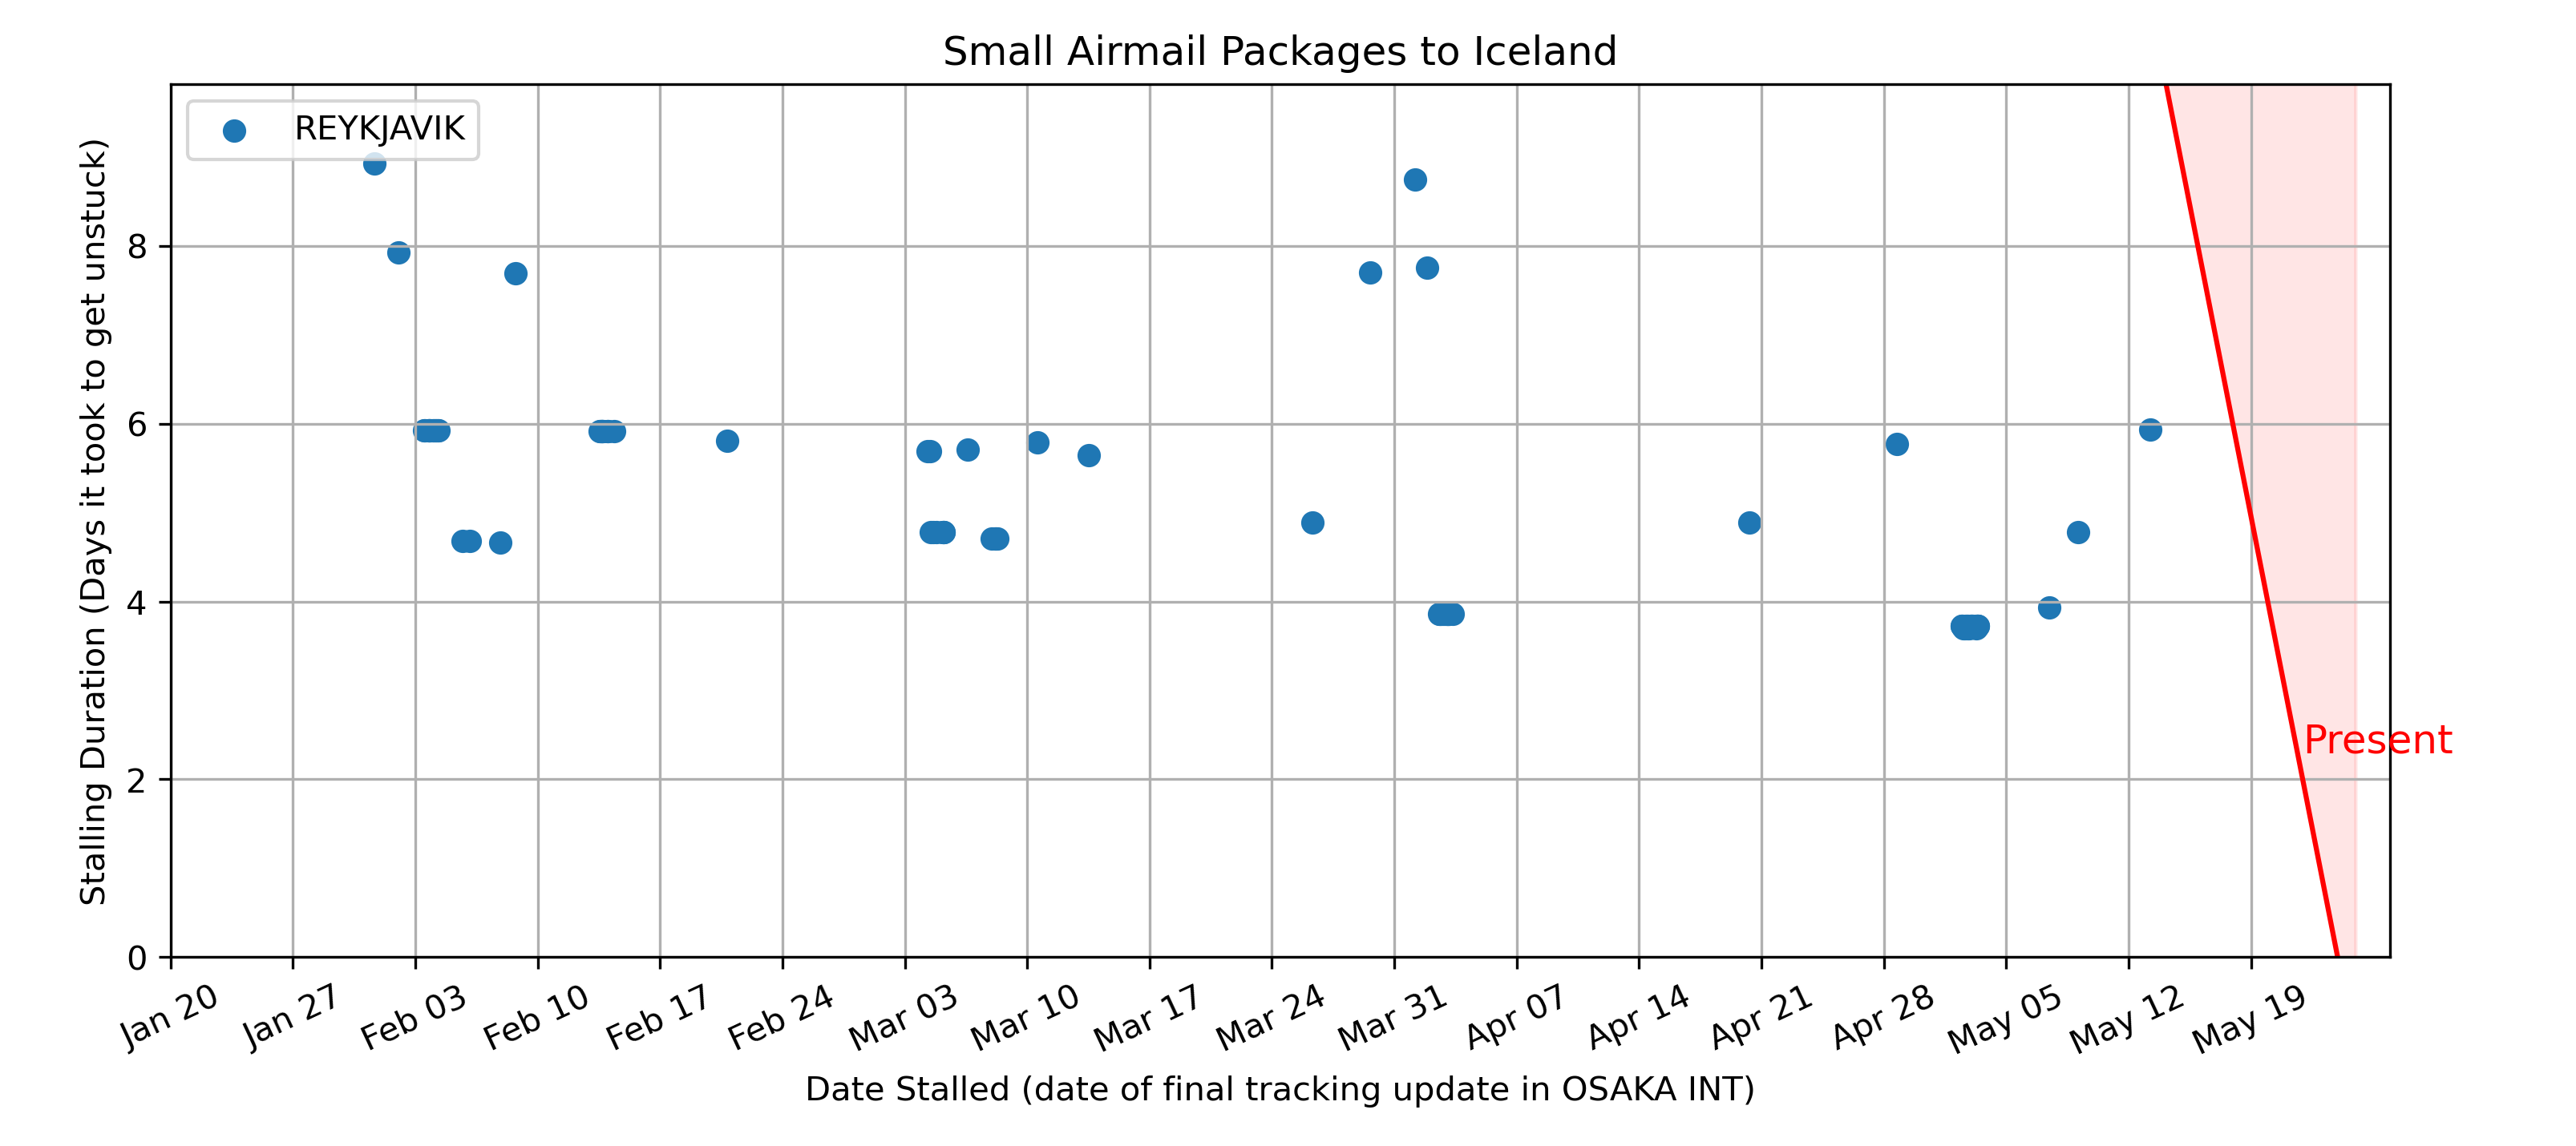 Small Airmail Packages to Iceland
REYKJAVIK
Stalling Duration (Days it took to get unstuck)
8
6
4
2
0
Present
Jan 20
Jan 27
Feb 03
Feb 10
Feb 17
Feb 24
Mar 03
Mar 10
Mar 17
Mar 24
Mar 31
Apr 07
Apr 14
Apr 21
Apr 28
May 05
May 12
May 19
Date Stalled (date of final tracking update in OSAKA INT)